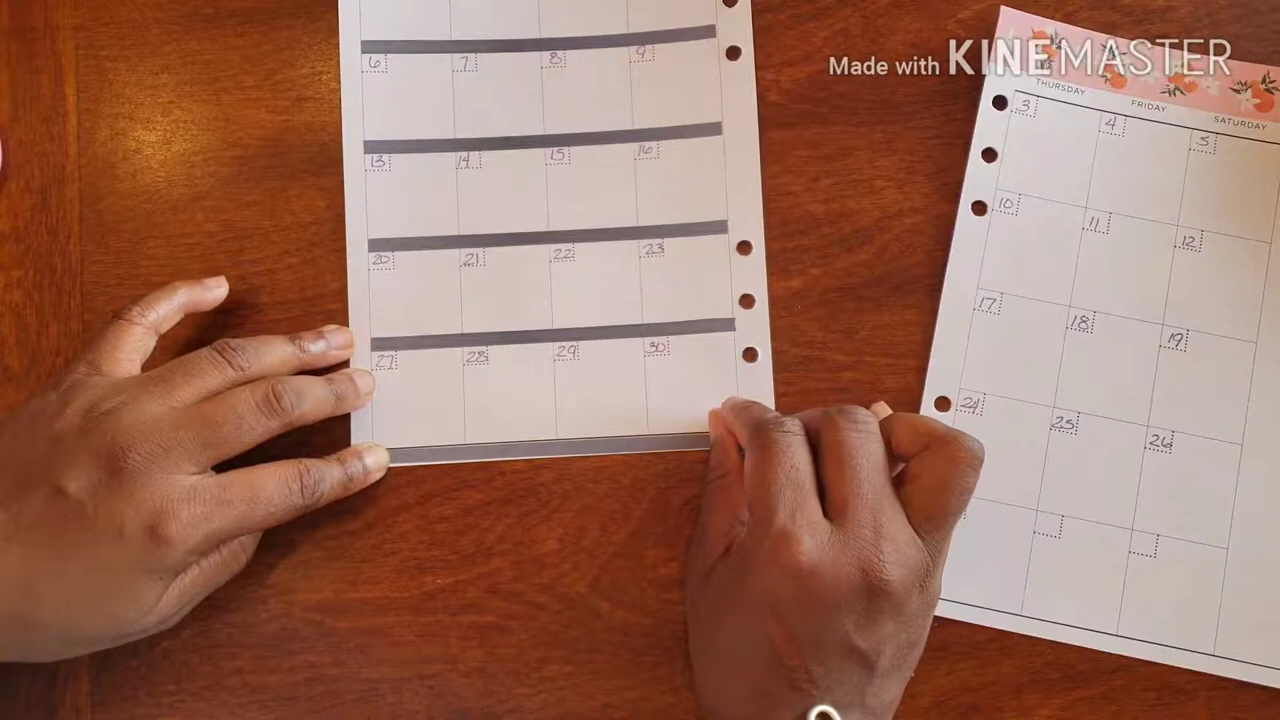 Made with KINEMASTER
6 7 8 9
13 14 15 16
20 21 22 23
27 28 29 30
THURSDAY FRIDAY SATURDAY
3 4 5
10 11 12
17 18 19
24 25 26